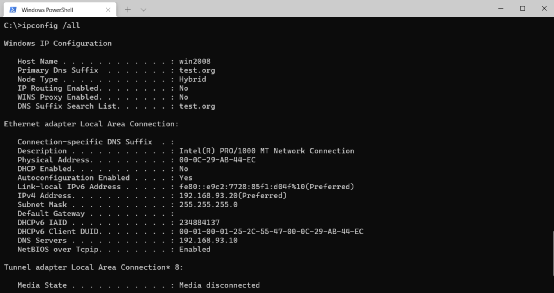 Windows PowerShell
C:\>ipconfig /all
Windows IP Configuration
Host Name . . . . . . . . . . . . : win2008
Primary Dns Suffix . . . . . . . : test.org
Node Type . . . . . . . . . . . . : Hybrid
IP Routing Enabled. . . . . . . . : No
WINS Proxy Enabled. . . . . . . . : No
DNS Suffix Search List. . . . . . : test.org
Ethernet adapter Local Area Connection:
Connection-specific DNS Suffix . :
Description . . . . . . . . . . . : Intel(R) PRO/1000 MT Network Connection
Physical Address. . . . . . . . . : 00-0C-29-AB-44-EC
DHCP Enabled. . . . . . . . . . . : No
Autoconfiguration Enabled . . . . : Yes
Link-local IPv6 Address . . . . . : fe80::e9c2:7728:85f1:d04f%10(Preferred)
IPv4 Address. . . . . . . . . . . : 192.168.93.20(Preferred)
Subnet Mask . . . . . . . . . . . : 255.255.255.0
Default Gateway . . . . . . . . . :
DHCPv6 IAID . . . . . . . . . . . : 234884137
DHCPv6 Client DUID. . . . . . . . : 00-01-00-01-25-2C-55-47-00-0C-29-AB-44-EC
DNS Servers . . . . . . . . . . . : 192.168.93.10
NetBIOS over Tcpip. . . . . . . . : Enabled
Tunnel adapter Local Area Connection* 8:
Media State . . . . . . . . . . . : Media disconnected